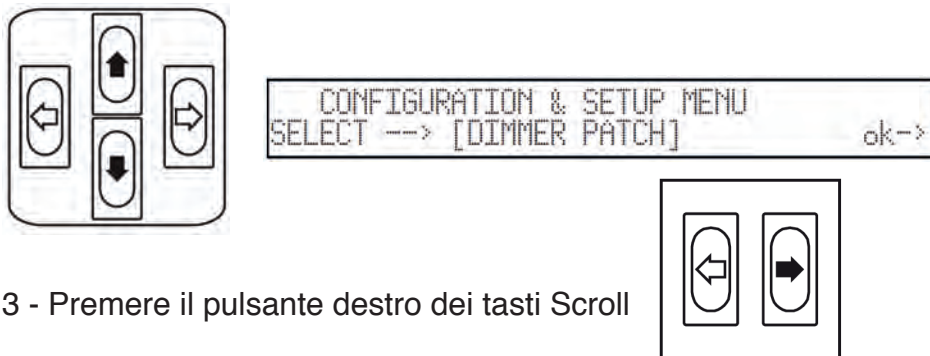 CONFIGURATION & SETUP MENU
SELECT --> [DIMMER PATCH] ok->
3 - Premere il pulsante destro dei tasti Scroll